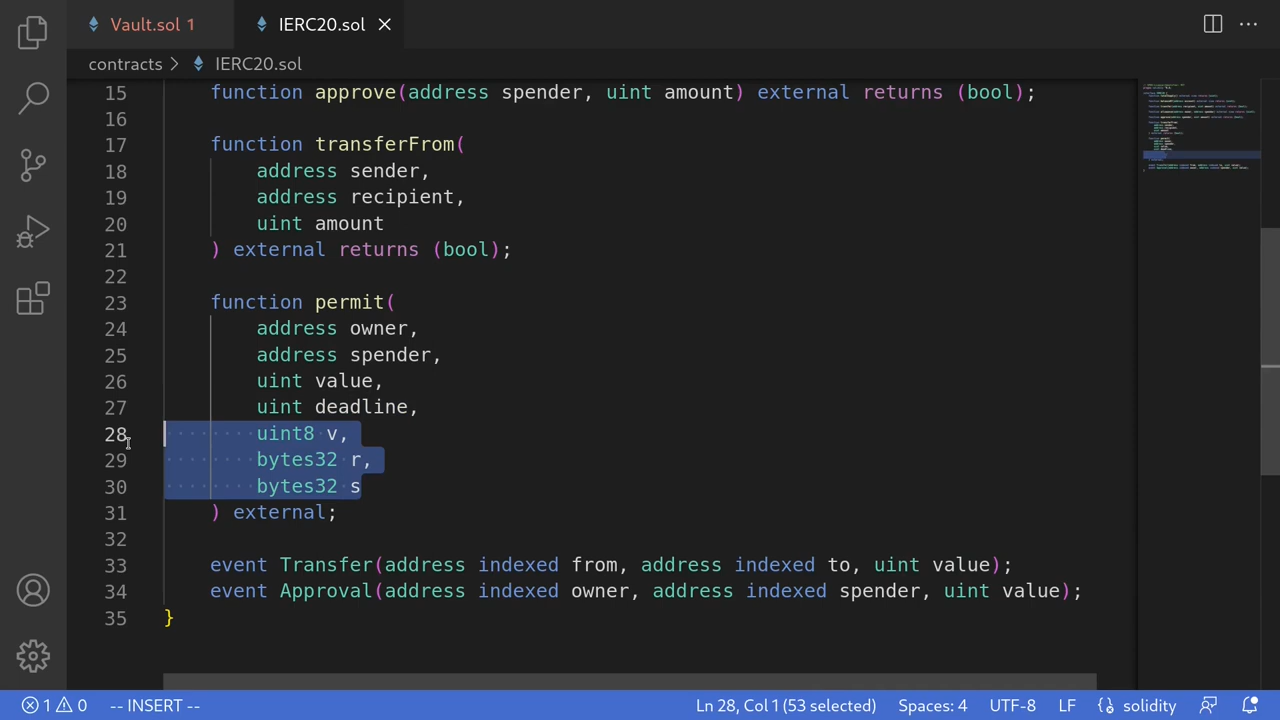 Vault.sol 1
IERC20.sol
contracts > IERC20.sol
15 function approve(address spender, uint amount) external returns (bool);
16
17 function transferFrom(
18 address sender,
19 address recipient,
20 uint amount
21 ) external returns (bool);
22
23 function permit(
24 address owner,
25 address spender,
26 uint value,
27 uint deadline,
28 uint8 v,
29 bytes32 r,
30 bytes32 s
31 ) external;
32
33 event Transfer(address indexed from, address indexed to, uint value);
34 event Approval(address indexed owner, address indexed spender, uint value);
35 }
1 0 -- INSERT -- Ln 28, Col 1 (53 selected) Spaces: 4 UTF-8 LF solidity